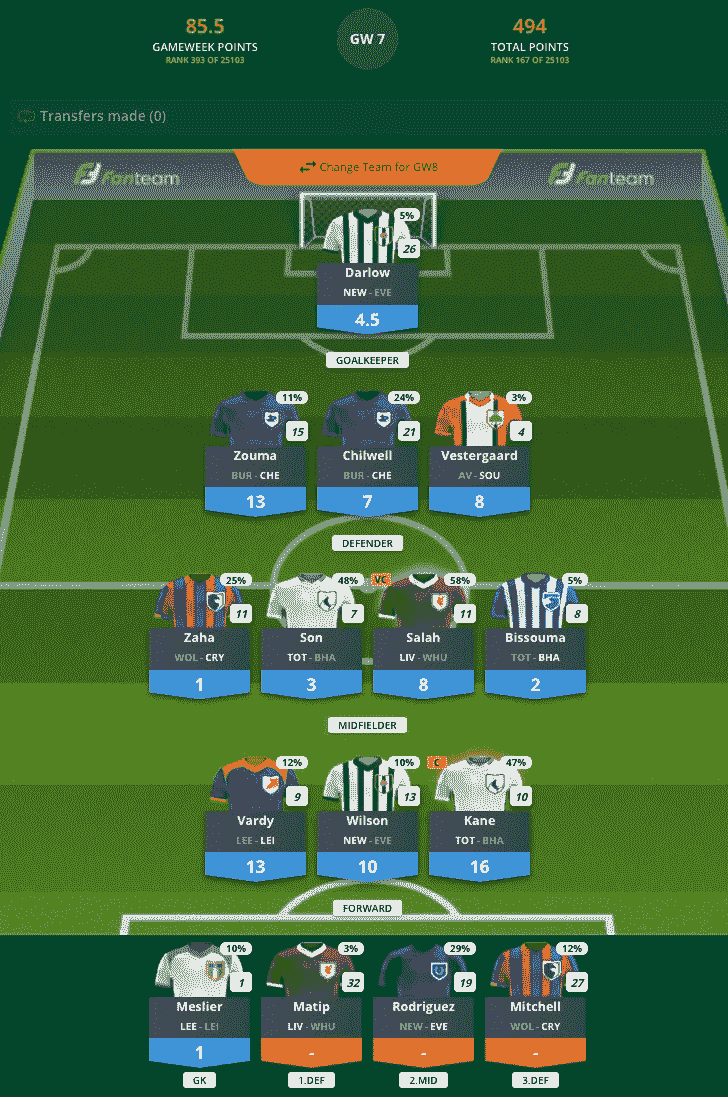 85.5
GAMEWEEK POINTS
RANK 393 OF 25103
GW 7
494
TOTAL POINTS
RANK 167 OF 25103
Transfers made (0)
fanteam
Change Team for GW8
fanteam
5%
26
Darlow
NEW - EVE
4.5
GOALKEEPER
11% 24% 3%
15 21 4
Zouma Chilwell Vestergaard
BUR - CHE BUR - CHE AV - SOU
13 7 8
DEFENDER
25% 48% VC 58% 5%
11 7 11 8
Zaha Son Salah Bissouma
WOL - CRY TOT - BHA LIV - WHU TOT - BHA
1 3 8 2
MIDFIELDER
12% 10% C 47%
9 13 10
Vardy Wilson Kane
LEE - LEI NEW - EVE TOT - BHA
13 10 16
FORWARD
10% 3% 29% 12%
1 32 19 27
Meslier Matip Rodriguez Mitchell
LEE - LEI LIV - WHU NEW - EVE WOL - CRY
1 - - -
GK 1.DEF 2.MID 3.DEF